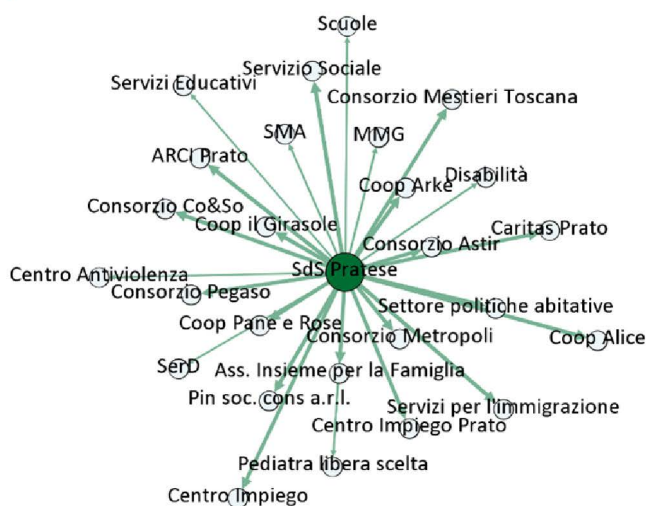 Scuole
Servizio Sociale
Servizi Educativi
Consorzio Mestieri Toscana
SMA
MMG
ARCI Prato
Coop Arke
Disabilità
Consorzio Co&So
Coop il Girasole
Caritas Prato
Consorzio Astir
SdS Pratese
Centro Antiviolenza
Consorzio Pegaso
Settore politiche abitative
Coop Pane e Rose
Consorzio Metropoli
Coop Alice
SerD
Ass. Insieme per la Famiglia
Pin soc. cons a.r.l.
Servizi per l'immigrazione
Centro Impiego Prato
Pediatra libera scelta
Centro Impiego